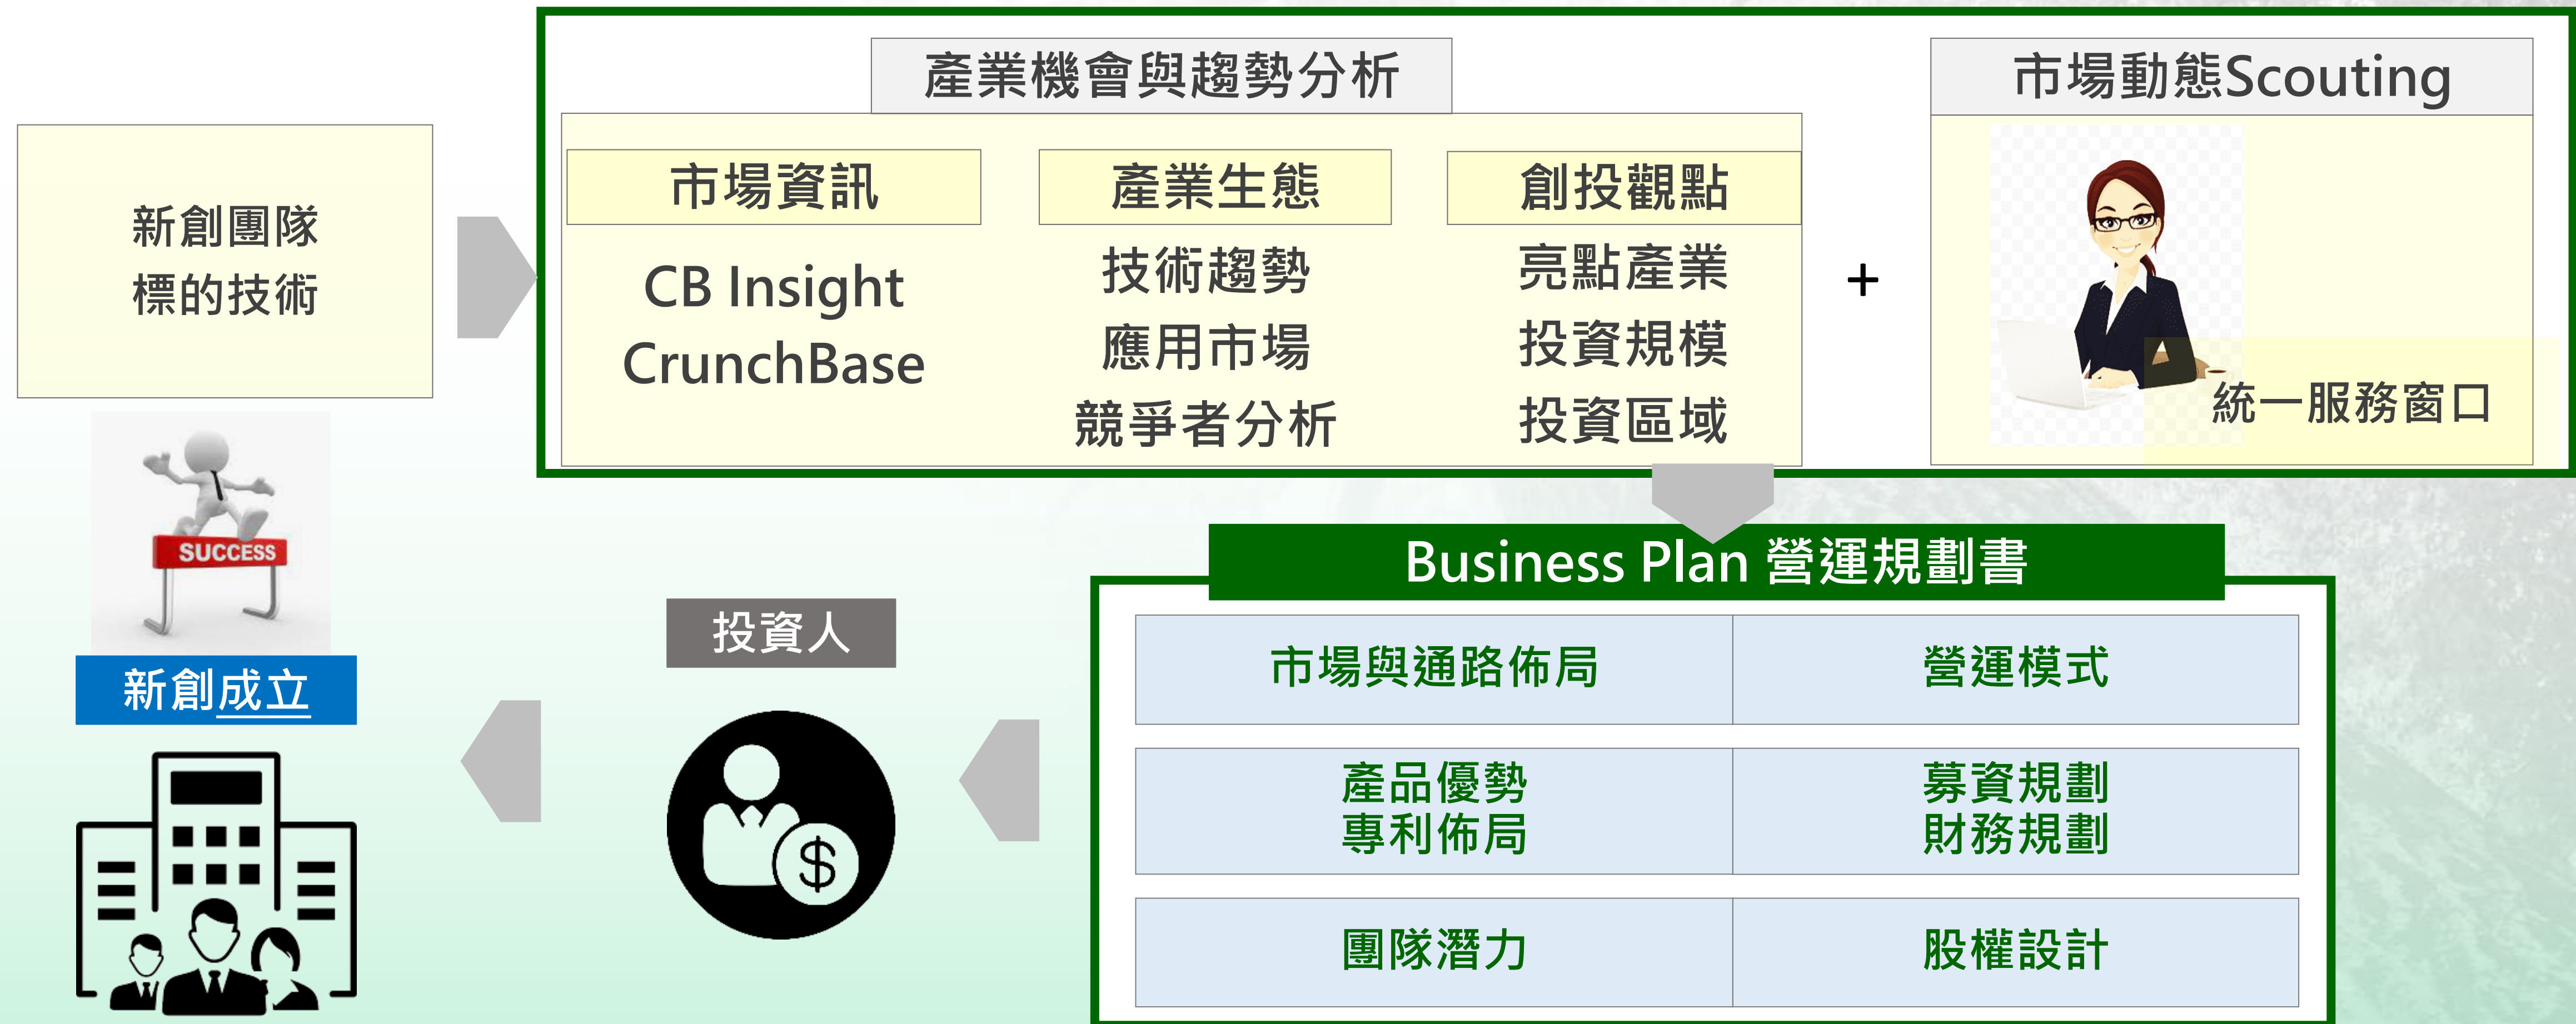 新創團隊
標的技術
產業機會與趨勢分析
市場資訊
CB Insight
CrunchBase
產業生態
技術趨勢
應用市場
競爭者分析
創投觀點
亮點產業
投資規模
投資區域
+
市場動態Scouting
統一服務窗口
Business Plan 營運規劃書
市場與通路佈局
營運模式
產品優勢
專利佈局
募資規劃
財務規劃
團隊潛力
股權設計
投資人
$
SUCCESS
新創成立